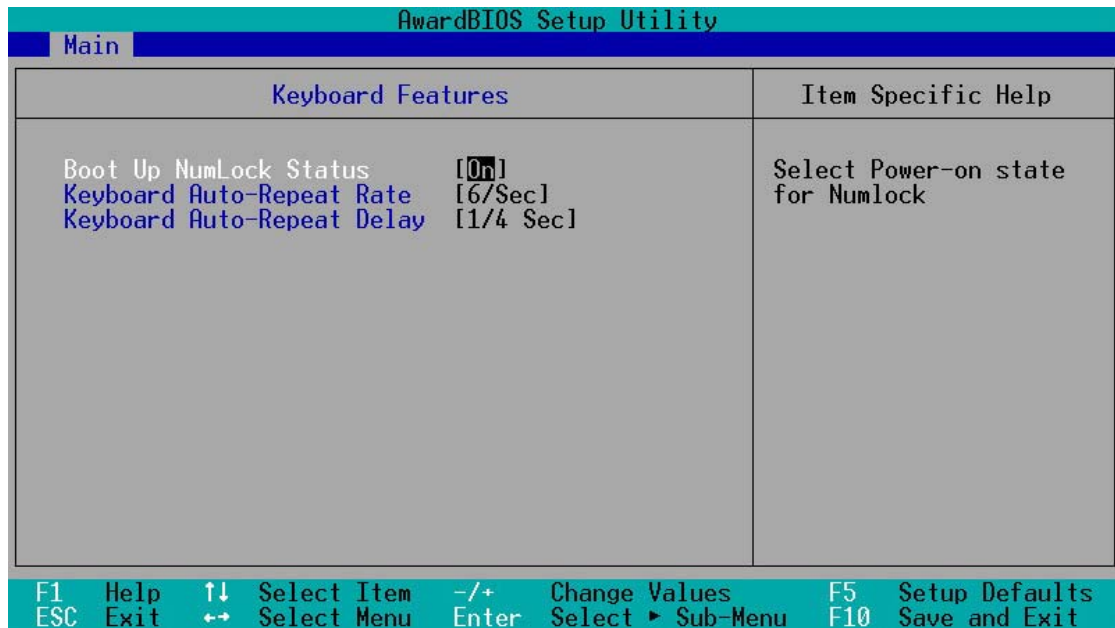 AwardBIOS Setup Utility
Main
Keyboard Features
Item Specific Help
Boot Up NumLock Status [On]
Keyboard Auto-Repeat Rate [6/Sec]
Keyboard Auto-Repeat Delay [1/4 Sec]
Select Power-on state
for Numlock
F1 Help ↑↓ Select Item -/+ Change Values F5 Setup Defaults
ESC Exit ←→ Select Menu Enter Select ► Sub-Menu F10 Save and Exit